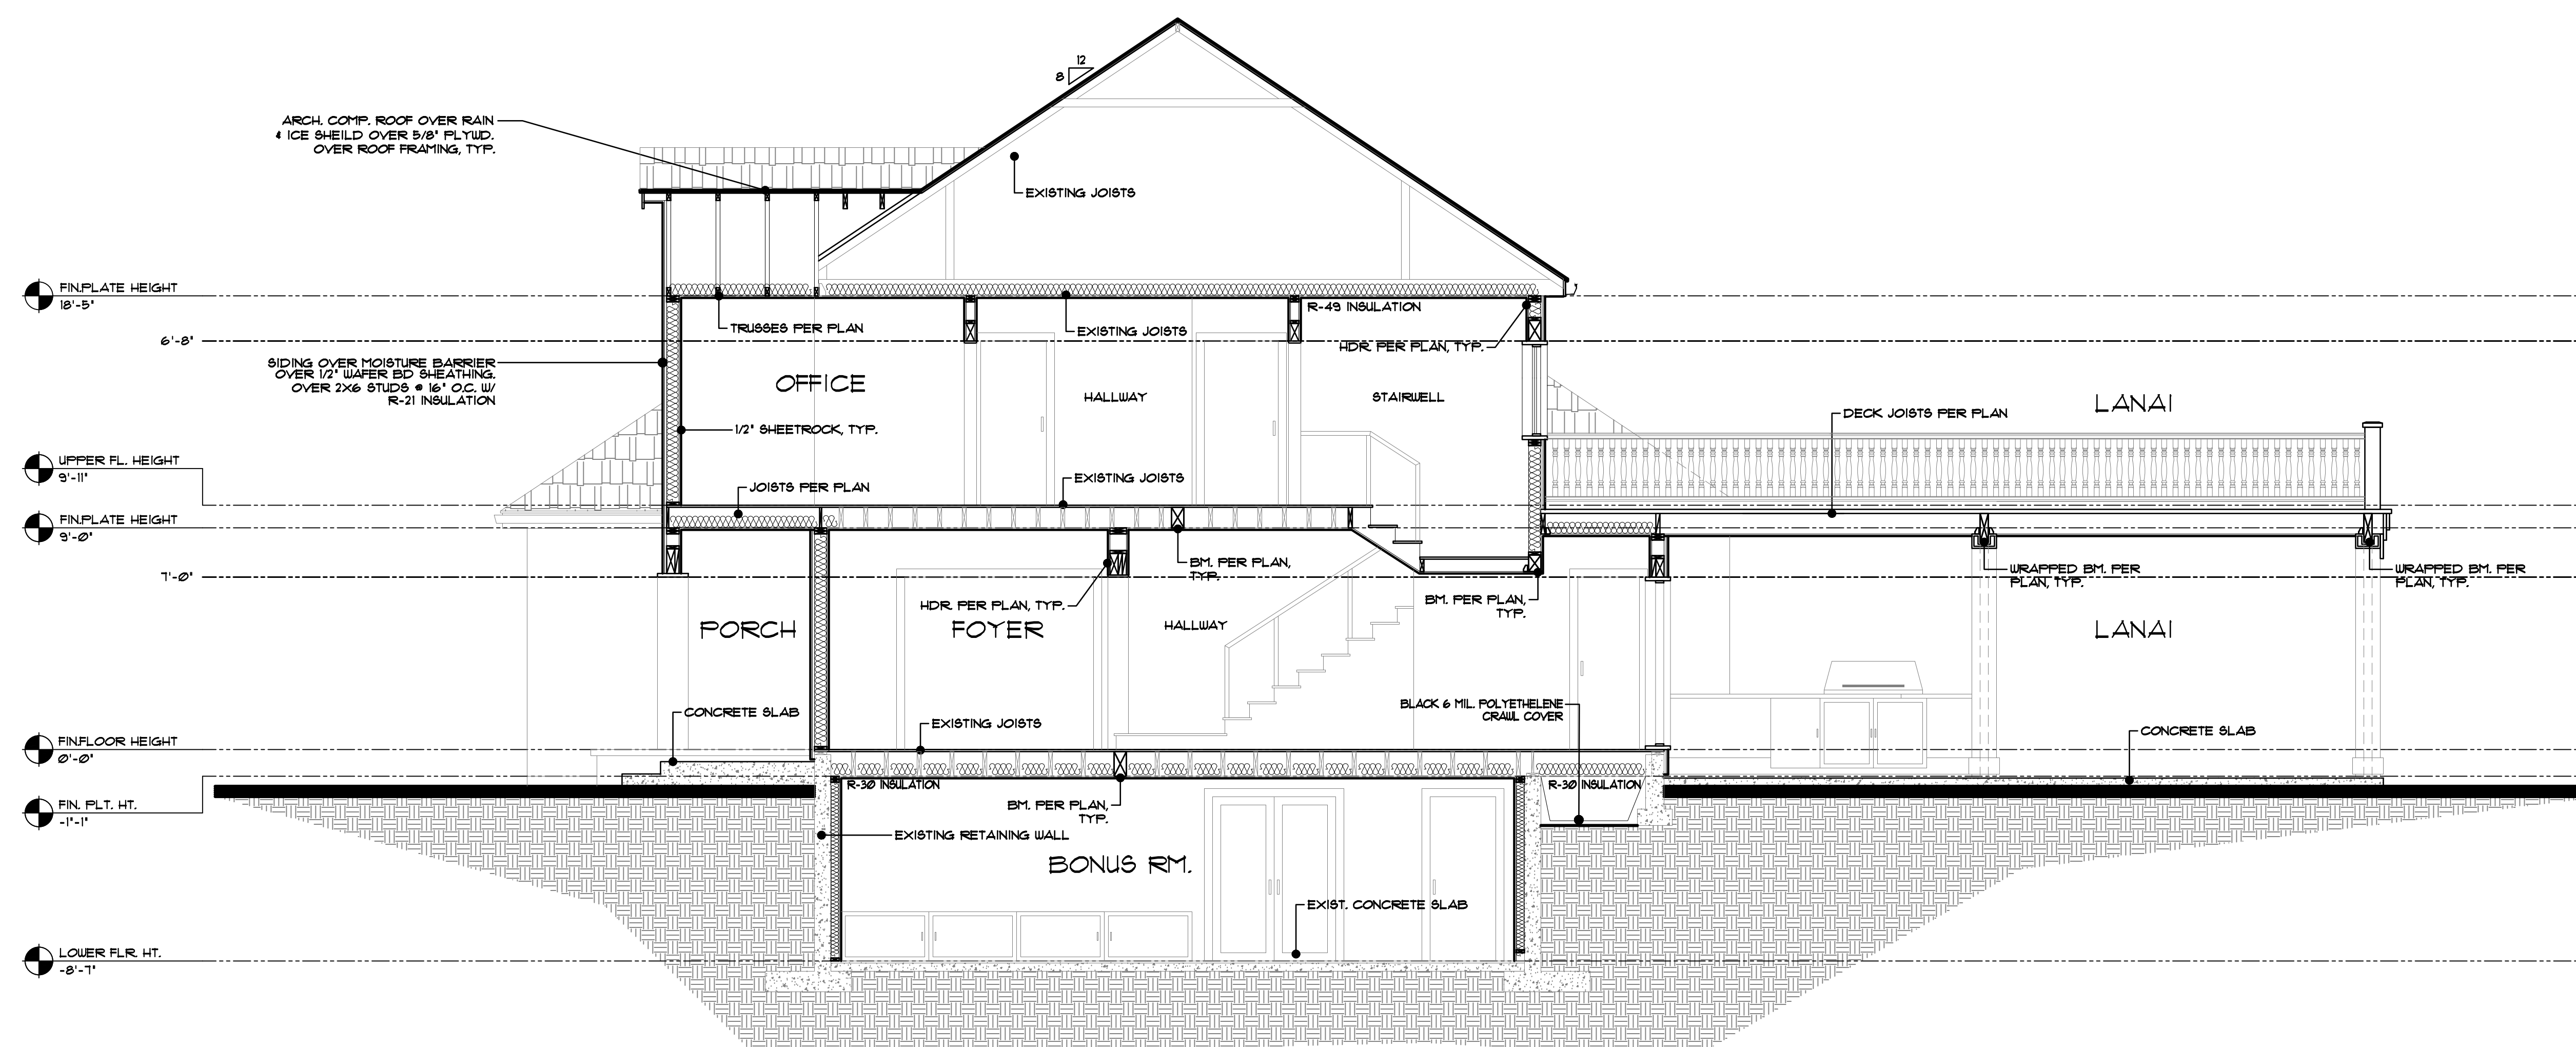 12
8
ARCH. COMP. ROOF OVER RAIN
& ICE SHEILD OVER 5/8" PLYWD.
OVER ROOF FRAMING, TYP.
EXISTING JOISTS
FIN.PLATE HEIGHT
18'-5"
R-49 INSULATION
TRUSSES PER PLAN
EXISTING JOISTS
6'-8"
HDR. PER PLAN, TYP.
SIDING OVER MOISTURE BARRIER
OVER 1/2" WAFER BD SHEATHING.
OVER 2X6 STUDS @ 16" O.C. W/
R-21 INSULATION
OFFICE
HALLWAY
STAIRWELL
LANAI
DECK JOISTS PER PLAN
1/2" SHEETROCK, TYP.
UPPER FL. HEIGHT
9'-11"
EXISTING JOISTS
JOISTS PER PLAN
FIN.PLATE HEIGHT
9'-0"
BM. PER PLAN,
TYP.
WRAPPED BM. PER
PLAN, TYP.
WRAPPED BM. PER
PLAN, TYP.
7'-0"
HDR. PER PLAN, TYP.
BM. PER PLAN,
TYP.
PORCH
FOYER
HALLWAY
LANAI
BLACK 6 MIL. POLYETHELENE
CRAWL COVER
CONCRETE SLAB
EXISTING JOISTS
CONCRETE SLAB
FIN.FLOOR HEIGHT
0'-0"
R-30 INSULATION
R-30 INSULATION
FIN. PLT. HT.
-1'-1"
BM. PER PLAN,
TYP.
EXISTING RETAINING WALL
BONUS RM.
EXIST. CONCRETE SLAB
LOWER FLR. HT.
-8'-7"